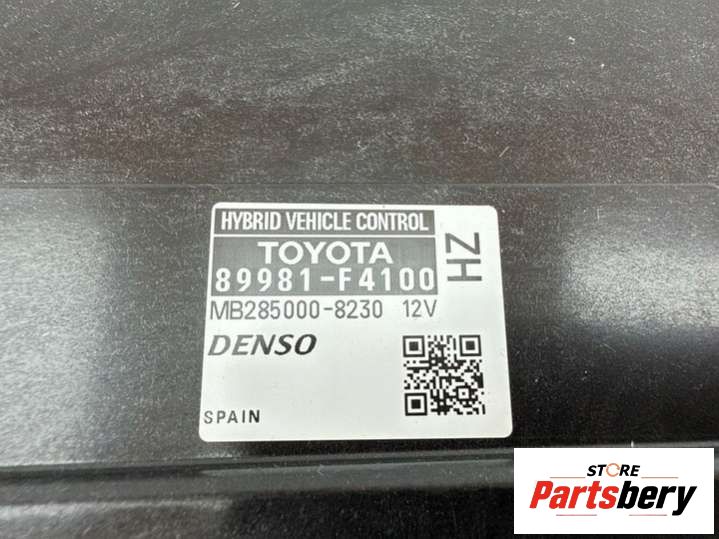 HYBRID VEHICLE CONTROL
TOYOTA
89981-F4100
HZ
MB285000-8230 12V
DENSO
SPAIN
STORE
Partsbery